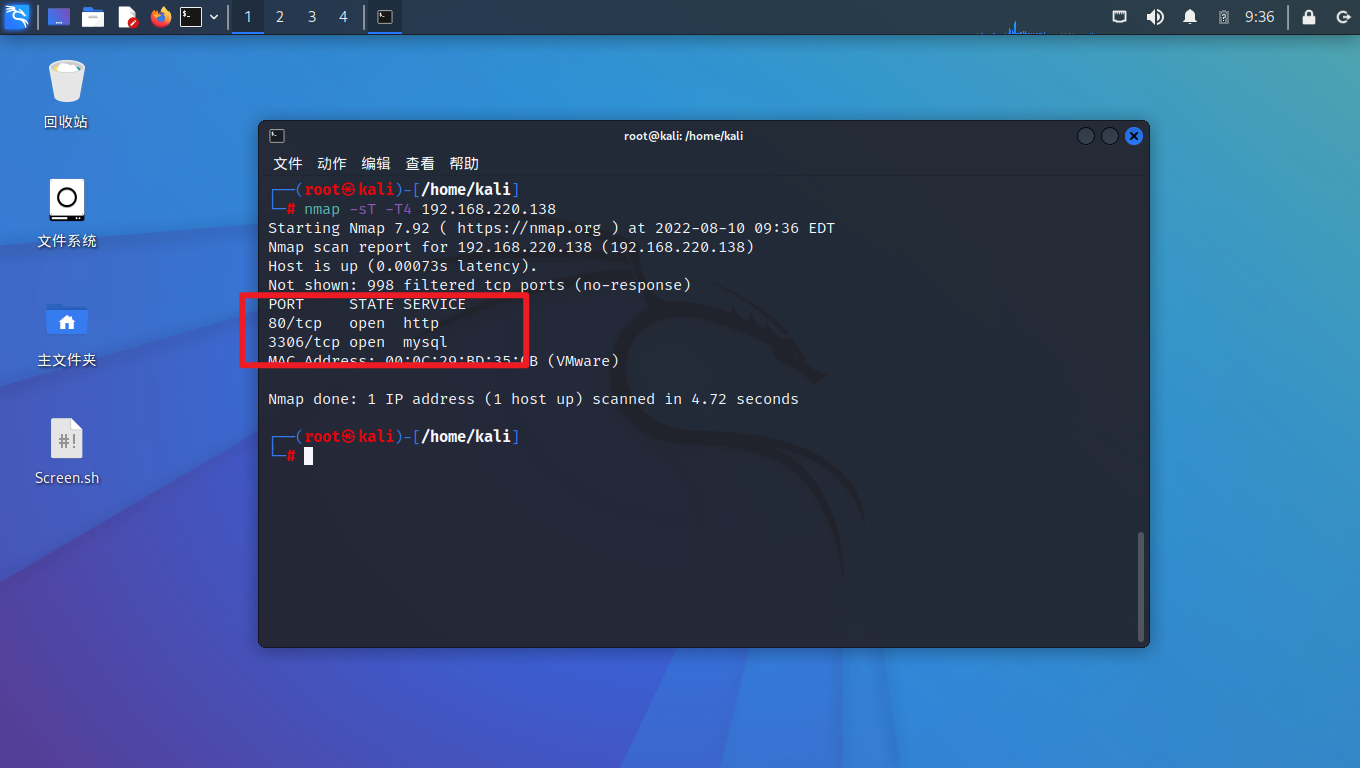 1 2 3 4
9:36
回收站
文件系统
主文件夹
#!
Screen.sh
root@kali: /home/kali
文件 动作 编辑 查看 帮助
┌──(root㉿kali)-[/home/kali]
└─# nmap -sT -T4 192.168.220.138
Starting Nmap 7.92 ( https://nmap.org ) at 2022-08-10 09:36 EDT
Nmap scan report for 192.168.220.138 (192.168.220.138)
Host is up (0.00073s latency).
Not shown: 998 filtered tcp ports (no-response)
PORT     STATE SERVICE
80/tcp   open  http
3306/tcp open  mysql
MAC Address: 00:0C:29:BD:35: B (VMware)
Nmap done: 1 IP address (1 host up) scanned in 4.72 seconds
┌──(root㉿kali)-[/home/kali]
└─#